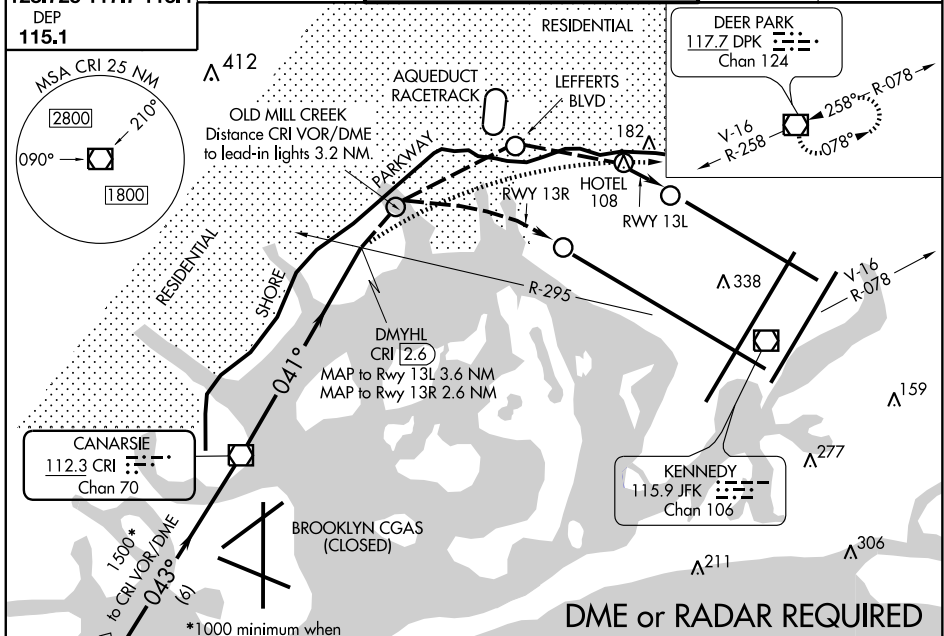 DEP
115.1
MSA CRI 25 NM
2800
210°
090°
1800
412
RESIDENTIAL
AQUEDUCT
RACETRACK
LEFFERTS
BLVD
OLD MILL CREEK
Distance CRI VOR/DME
to lead-in lights 3.2 NM.
DEER PARK
117.7 DPK
Chan 124
V-16
R-258
258°
R-078
078°
182
PARKWAY
HOTEL
108
RWY 13R
RWY 13L
RESIDENTIAL
SHORE
R-295
338
V-16
R-078
DMYHL
CRI 2.6
MAP to Rwy 13L 3.6 NM
MAP to Rwy 13R 2.6 NM
041°
159
CANARSIE
112.3 CRI
Chan 70
277
KENNEDY
115.9 JFK
Chan 106
BROOKLYN CGAS
(CLOSED)
1500*
to CRI VOR/DME
043°
(6)
211
306
*1000 minimum when
DME or RADAR REQUIRED